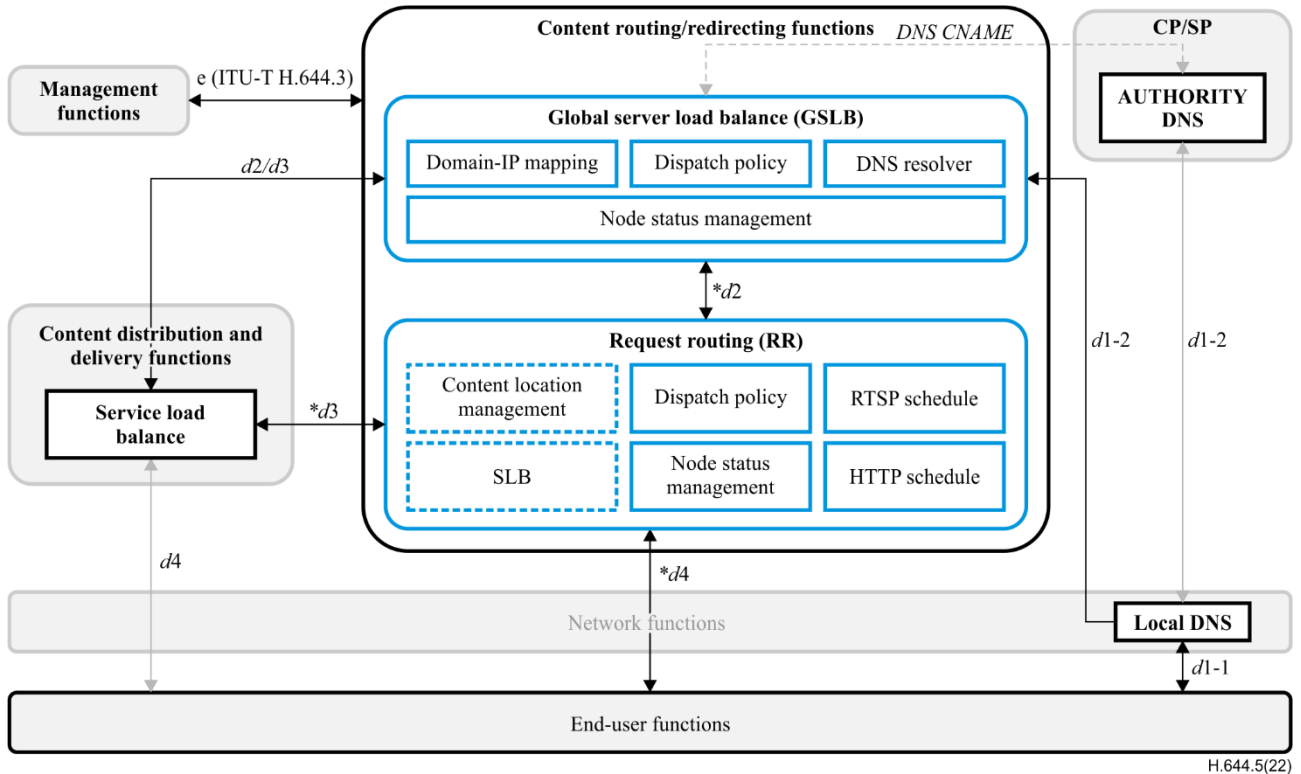 Content routing/redirecting functions
DNS CNAME
CP/SP
Management
functions
e (ITU-T H.644.3)
AUTHORITY
DNS
Global server load balance (GSLB)
Domain-IP mapping
Dispatch policy
DNS resolver
Node status management
d2/d3
*d2
Content distribution and
delivery functions
Service load
balance
*d3
Request routing (RR)
Content location
management
Dispatch policy
RTSP schedule
SLB
Node status
management
HTTP schedule
d1-2
d1-2
d4
*d4
Network functions
Local DNS
d1-1
End-user functions
H.644.5(22)